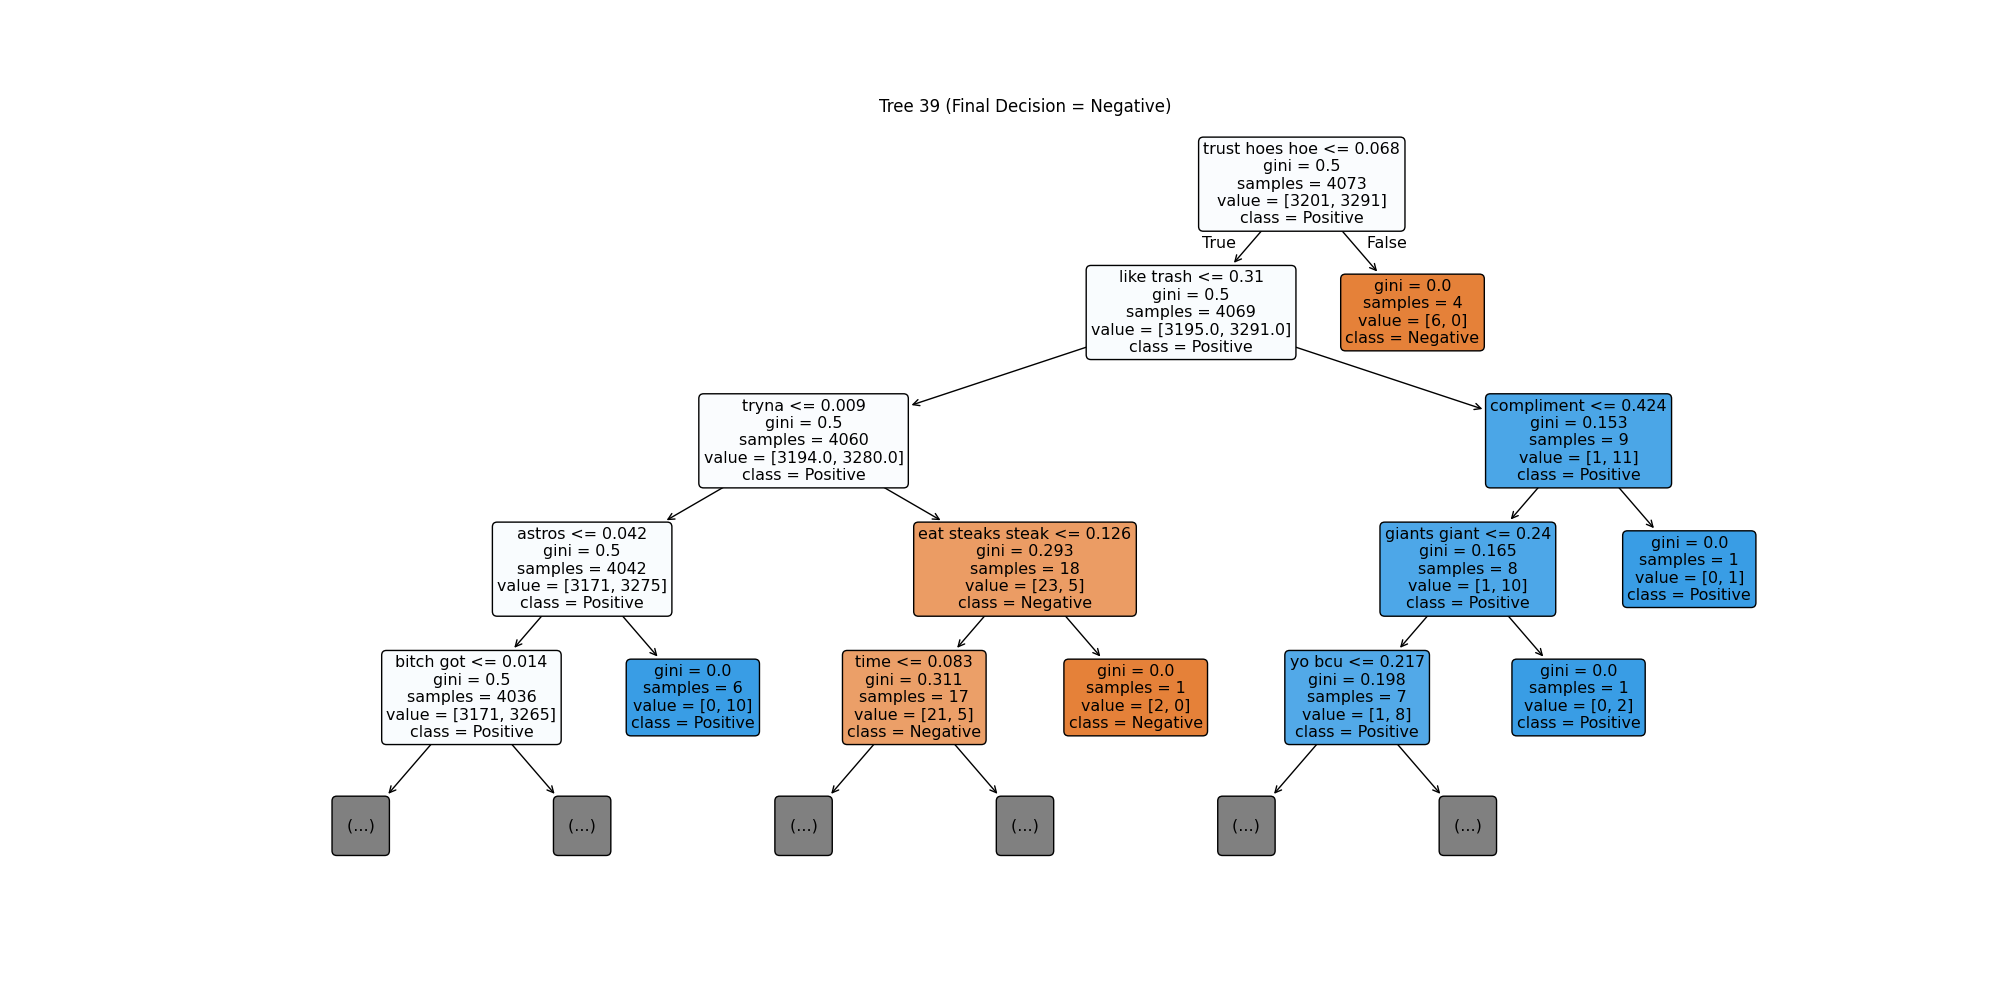 Tree 39 (Final Decision = Negative)
trust hoes hoe <= 0.068
gini = 0.5
samples = 4073
value = [3201, 3291]
class = Positive
True
False
like trash <= 0.31
gini = 0.5
samples = 4069
value = [3195.0, 3291.0]
class = Positive
gini = 0.0
samples = 4
value = [6, 0]
class = Negative
tryna <= 0.009
gini = 0.5
samples = 4060
value = [3194.0, 3280.0]
class = Positive
compliment <= 0.424
gini = 0.153
samples = 9
value = [1, 11]
class = Positive
astros <= 0.042
gini = 0.5
samples = 4042
value = [3171, 3275]
class = Positive
eat steaks steak <= 0.126
gini = 0.293
samples = 18
value = [23, 5]
class = Negative
giants giant <= 0.24
gini = 0.165
samples = 8
value = [1, 10]
class = Positive
gini = 0.0
samples = 1
value = [0, 1]
class = Positive
bitch got <= 0.014
gini = 0.5
samples = 4036
value = [3171, 3265]
class = Positive
gini = 0.0
samples = 6
value = [0, 10]
class = Positive
time <= 0.083
gini = 0.311
samples = 17
value = [21, 5]
class = Negative
gini = 0.0
samples = 1
value = [2, 0]
class = Negative
yo bcu <= 0.217
gini = 0.198
samples = 7
value = [1, 8]
class = Positive
gini = 0.0
samples = 1
value = [0, 2]
class = Positive
(...)
(...)
(...)
(...)
(...)
(...)